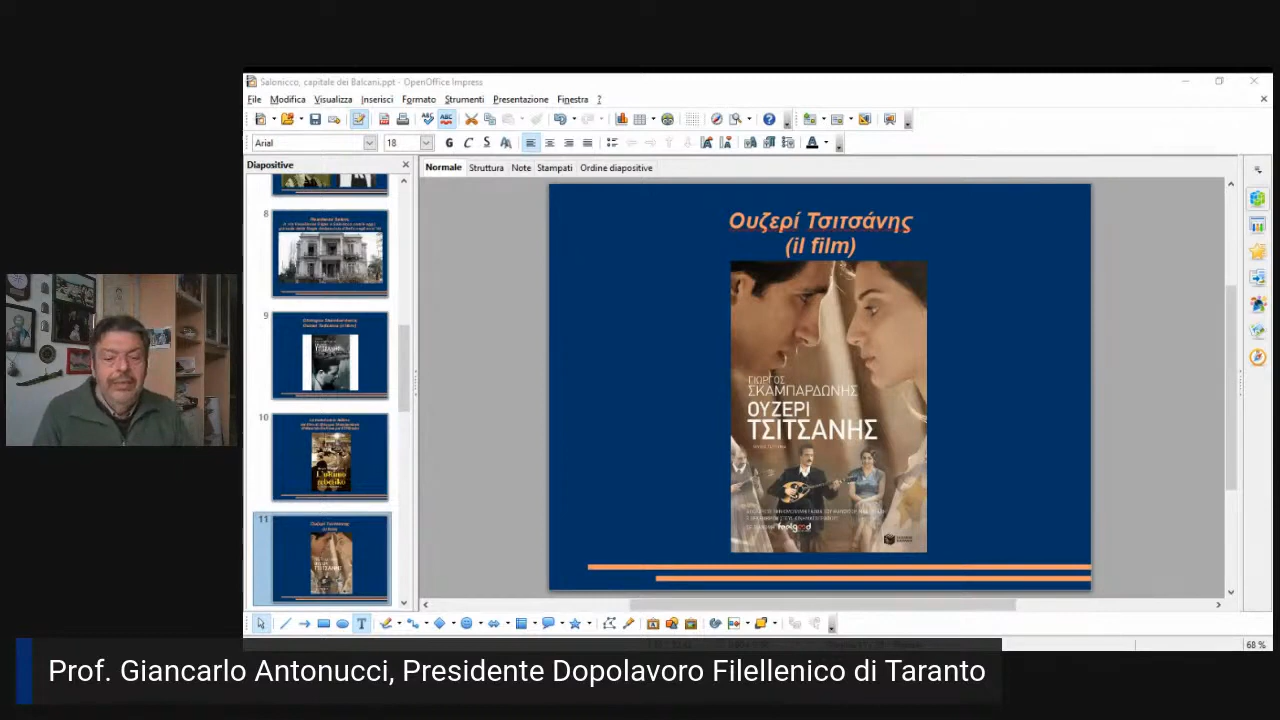 Salonicco, capitale dei Balcani.ppt - OpenOffice Impress
File Modifica Visualizza Inserisci Formato Strumenti Presentazione Finestra ?
Arial 18
Diapositive
Normale Struttura Note Stampati Ordine diapositive
8
9
10
L'ultimo
rebetiko
11
Ουζερί Τσιτσάνης
(il film)
ΓΙΩΡΓΟΣ
ΣΚΑΜΠΑΡΔΩΝΗΣ
ΟΥΖΕΡΙ
ΤΣΙΤΣΑΝΗΣ
feelgood
68 %
Prof. Giancarlo Antonucci, Presidente Dopolavoro Filellenico di Taranto